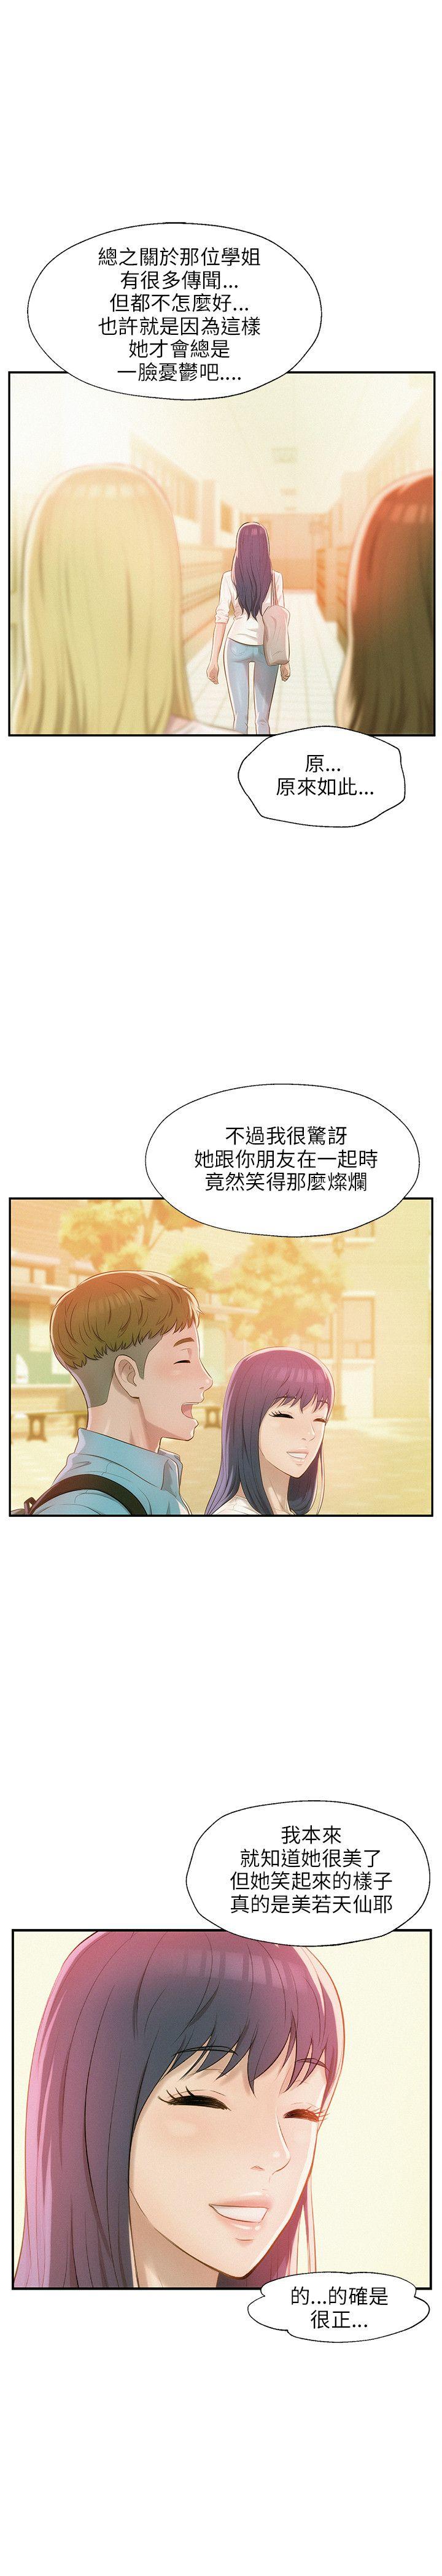 總之關於那位學姐
有很多傳聞...
但都不怎麼好...
也許就是因為這樣
她才會總是
一臉憂鬱吧....
原...
原來如此...
不過我很驚訝
她跟你朋友在一起時
竟然笑得那麼燦爛
我本來
就知道她很美了
但她笑起來的樣子
真的是美若天仙耶
的...的確是
很正...